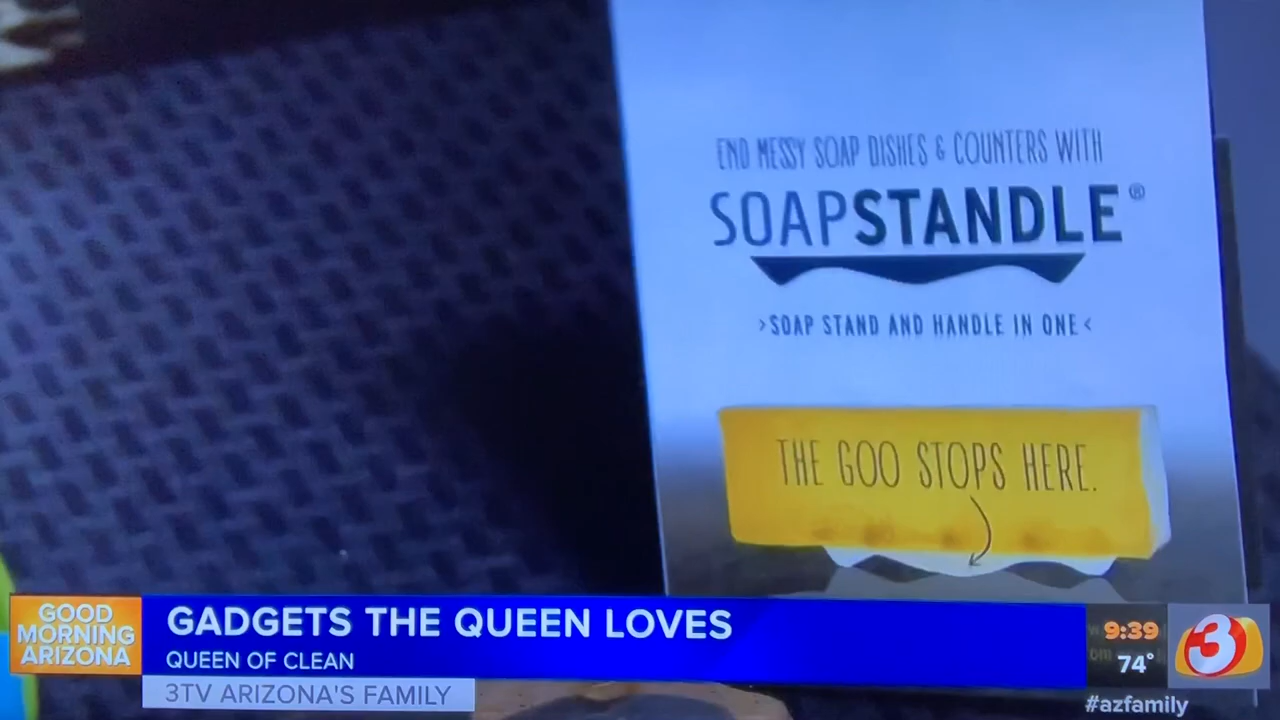 END MESSY SOAP DISHES & COUNTERS WITH
SOAPSTANDLE®
>SOAP STAND AND HANDLE IN ONE<
THE GOO STOPS HERE.
GOOD
MORNING
ARIZONA
GADGETS THE QUEEN LOVES
QUEEN OF CLEAN
3TV ARIZONA'S FAMILY
9:39
74°
3
#azfamily